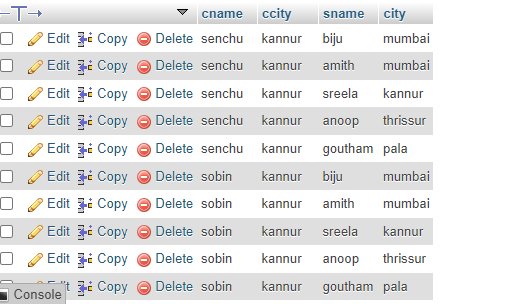 cname ccity sname city
Edit Copy Delete senchu kannur biju mumbai
Edit Copy Delete senchu kannur amith mumbai
Edit Copy Delete senchu kannur sreela kannur
Edit Copy Delete senchu kannur anoop thrissur
Edit Copy Delete senchu kannur goutham pala
Edit Copy Delete sobin kannur biju mumbai
Edit Copy Delete sobin kannur amith mumbai
Edit Copy Delete sobin kannur sreela kannur
Edit Copy Delete sobin kannur anoop thrissur
Edit Copy Delete sobin kannur goutham pala
Console